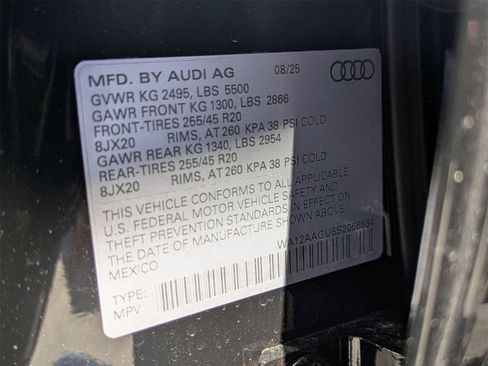 MFD. BY AUDI AG 08/25
GVWR KG 2495, LBS 5500
GAWR FRONT KG 1300, LBS 2866
FRONT-TIRES 255/45 R20
8JX20 RIMS, AT 260 KPA 38 PSI COLD
GAWR REAR KG 1340, LBS 2954
REAR-TIRES 255/45 R20
8JX20 RIMS, AT 260 KPA 38 PSI COLD
THIS VEHICLE CONFORMS TO ALL APPLICABLE
U.S. FEDERAL MOTOR VEHICLE SAFETY AND
THEFT PREVENTION STANDARDS IN EFFECT ON
THE DATE OF MANUFACTURE SHOWN ABOVE.
MEXICO WA12AAGU5S2068834
TYPE:
MPV